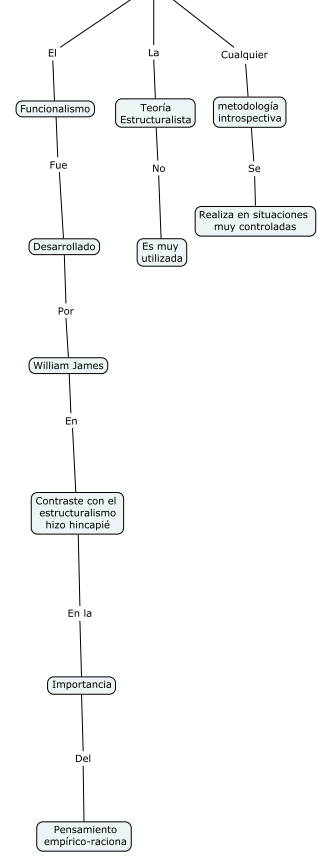 El
Funcionalismo
Fue
Desarrollado
Por
William James
En
Contraste con el
estructuralismo
hizo hincapié
En la
Importancia
Del
Pensamiento
empírico-raciona
La
Teoría
Estructuralista
No
Es muy
utilizada
Cualquier
metodología
introspectiva
Se
Realiza en situaciones
muy controladas